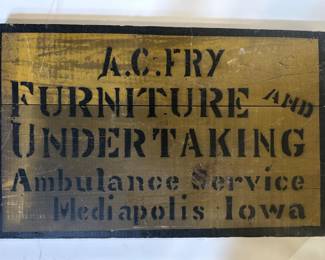 A.C. FRY
FURNITURE AND
UNDERTAKING
Ambulance Service
Mediapolis Iowa